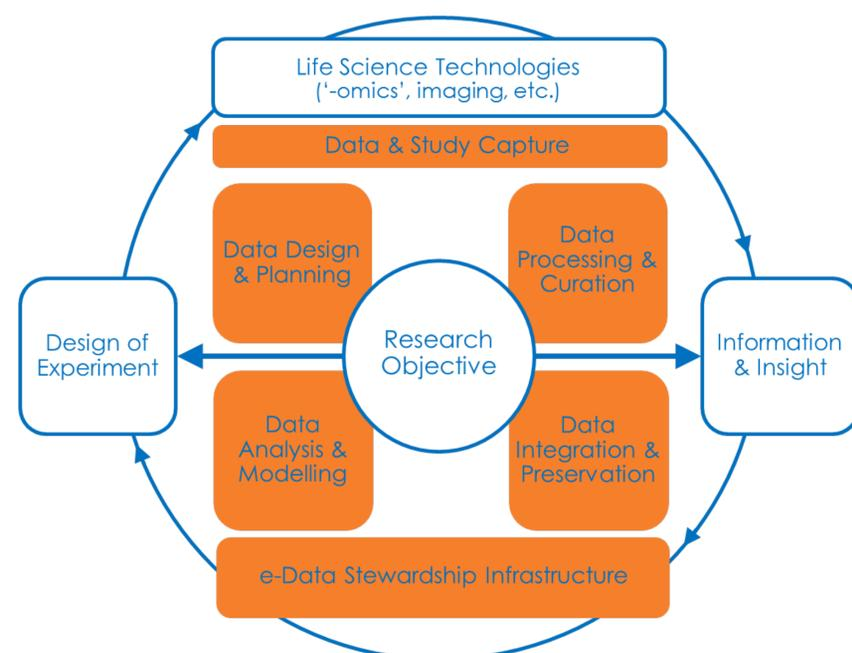 Life Science Technologies
(‘-omics’, imaging, etc.)
Data & Study Capture
Data Design
& Planning
Data
Processing &
Curation
Design of
Experiment
Research
Objective
Information
& Insight
Data
Analysis &
Modelling
Data
Integration &
Preservation
e-Data Stewardship Infrastructure